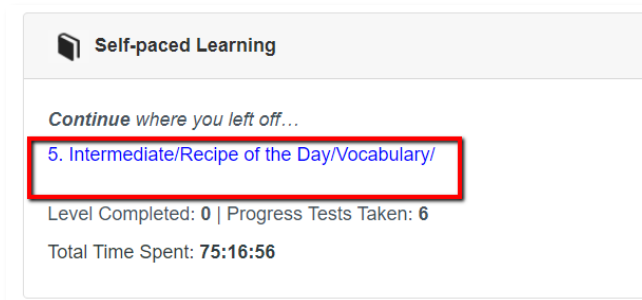 Self-paced Learning
Continue where you left off…
5. Intermediate/Recipe of the Day/Vocabulary/
Level Completed: 0 | Progress Tests Taken: 6
Total Time Spent: 75:16:56